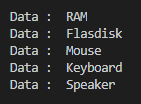 Data :  RAM
Data :  Flasdisk
Data :  Mouse
Data :  Keyboard
Data :  Speaker